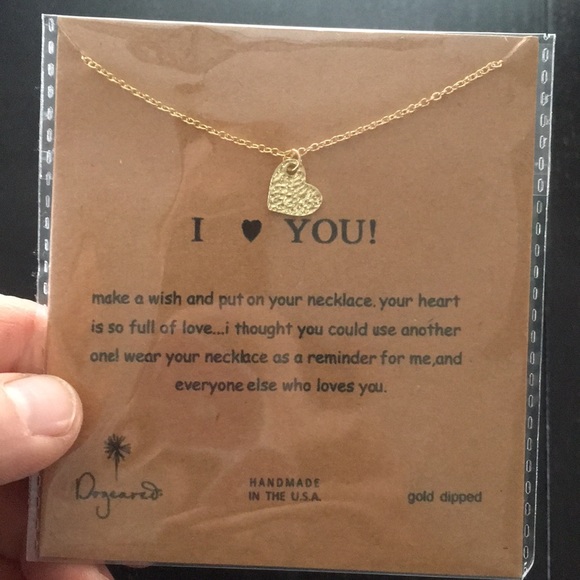 I ♥ YOU!
make a wish and put on your necklace. your heart
is so full of love...i thought you could use another
one! wear your necklace as a reminder for me,and
everyone else who loves you.
Dogeared
HANDMADE
IN THE U.S.A.
gold dipped